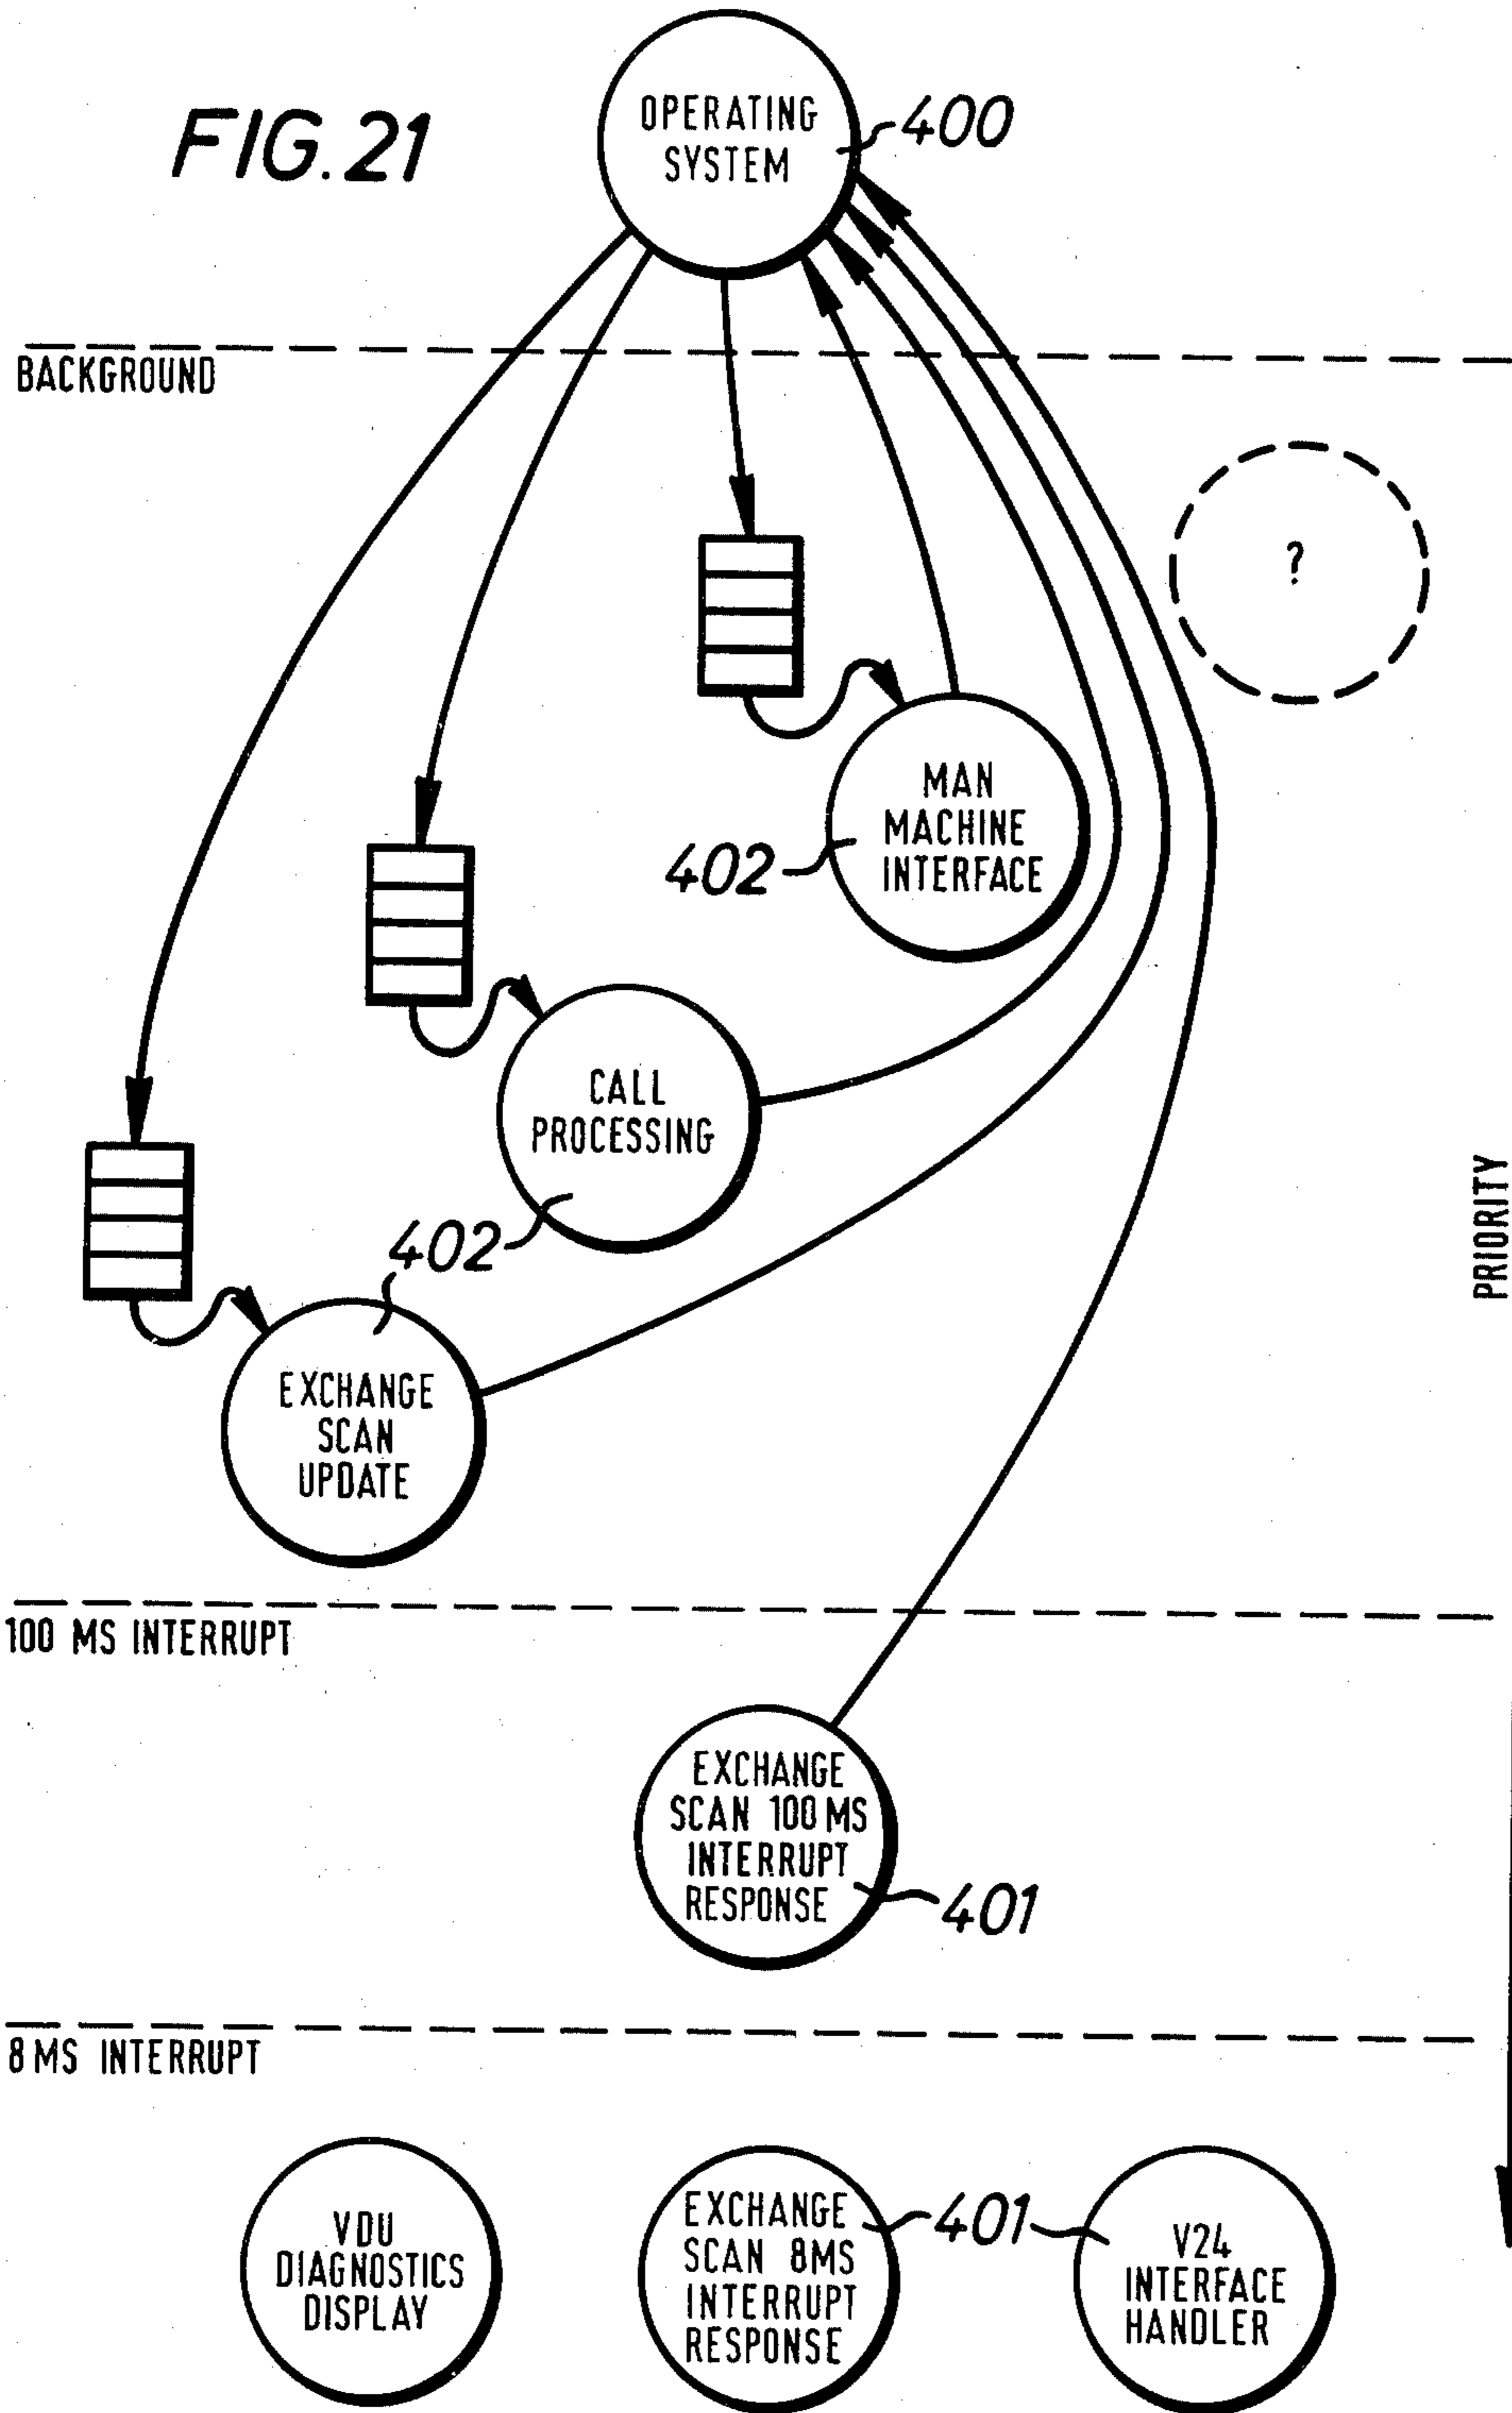 FIG. 21
OPERATING
SYSTEM
400
BACKGROUND
?
MAN
MACHINE
INTERFACE
402
CALL
PROCESSING
402
EXCHANGE
SCAN
UPDATE
PRIORITY
100 MS INTERRUPT
EXCHANGE
SCAN 100 MS
INTERRUPT
RESPONSE
401
8 MS INTERRUPT
VDU
DIAGNOSTICS
DISPLAY
EXCHANGE
SCAN 8MS
INTERRUPT
RESPONSE
401
V24
INTERFACE
HANDLER